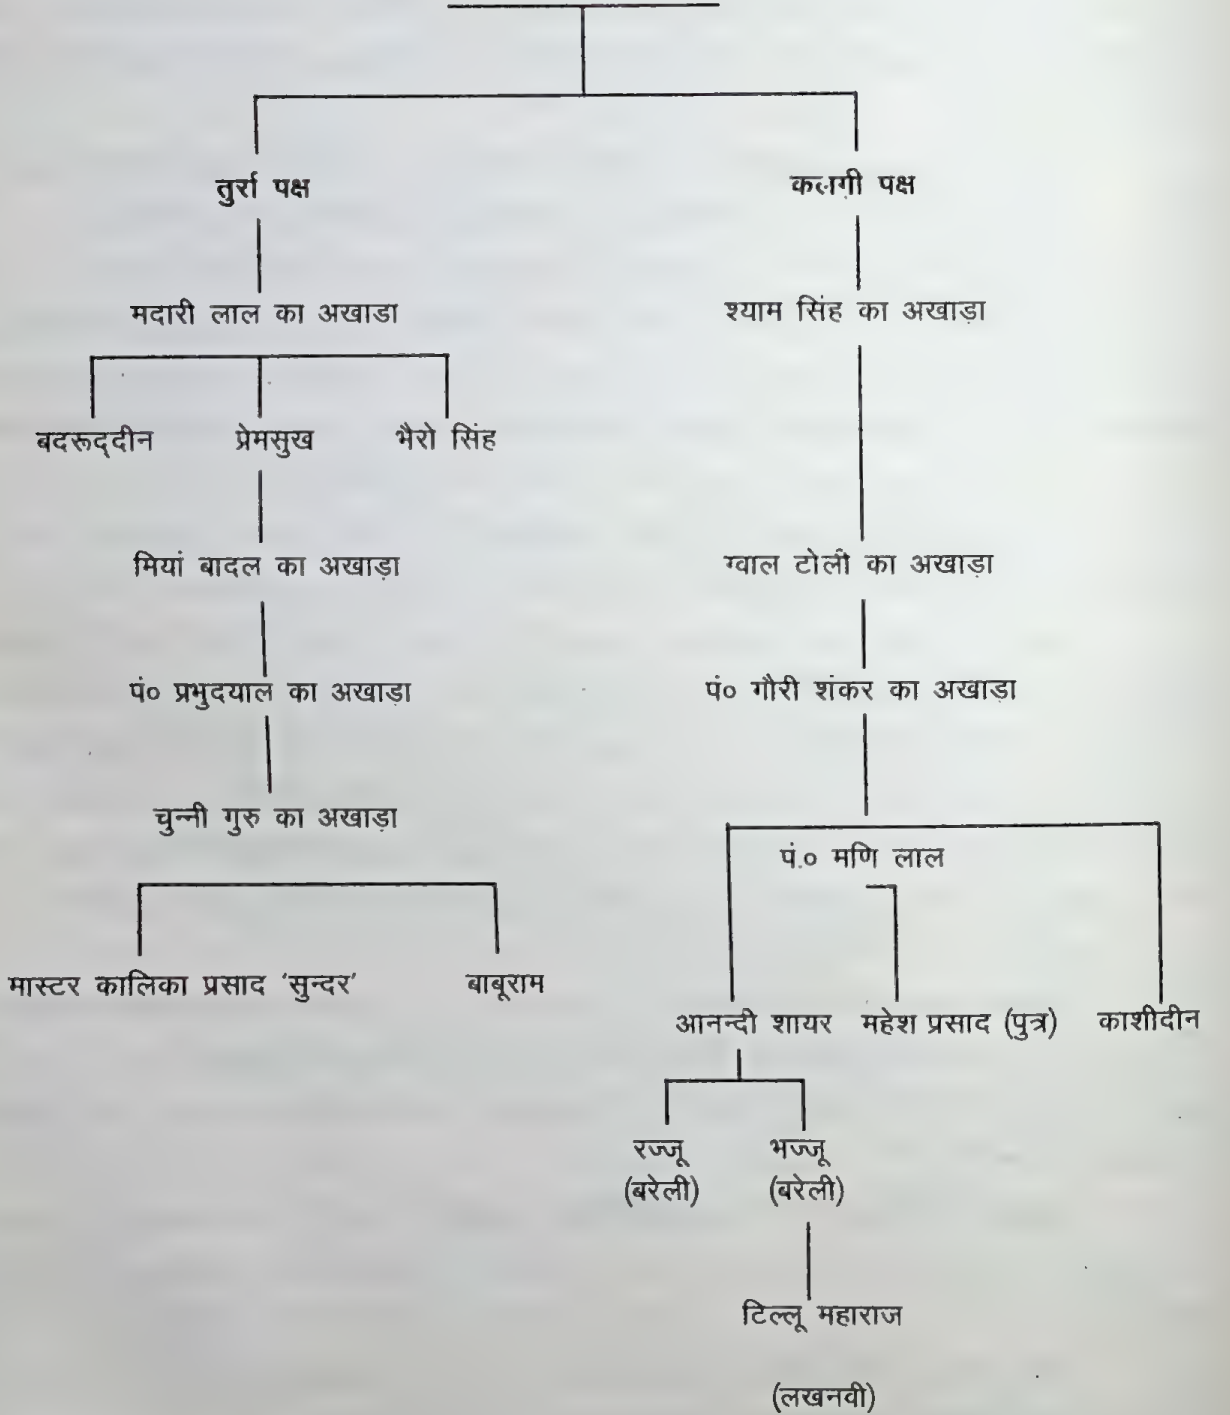 तुर्रा पक्ष
कलगी पक्ष
मदारी लाल का अखाडा
श्याम सिंह का अखाड़ा
बदरूद्दीन
प्रेमसुख
भैरो सिंह
मियां बादल का अखाड़ा
ग्वाल टोली का अखाड़ा
पं० प्रभुदयाल का अखाड़ा
पं० गौरी शंकर का अखाड़ा
चुन्नी गुरु का अखाड़ा
पं.० मणि लाल
मास्टर कालिका प्रसाद 'सुन्दर'
बाबूराम
आनन्दी शायर
महेश प्रसाद (पुत्र)
काशीदीन
रज्जू
(बरेली)
भज्जू
(बरेली)
टिल्लू महाराज
(लखनवी)